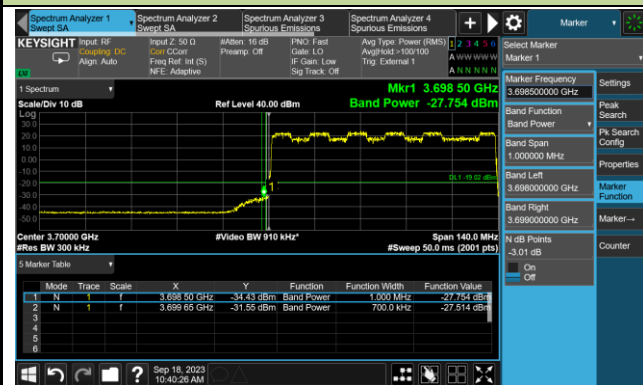 Spectrum Analyzer 1
Swept SA
Spectrum Analyzer 2
Swept SA
Spectrum Analyzer 3
Spurious Emissions
Spectrum Analyzer 4
Spurious Emissions
+
Marker
KEYSIGHT
Input: RF
Coupling: DC
Align: Auto
Input Z: 50 Ω
Corr CCorr
Freq Ref: Int (S)
NFE: Adaptive
#Atten: 16 dB
Preamp: Off
PNO: Fast
Gate: LO
IF Gain: Low
Sig Track: Off
Avg Type: Power (RMS)
Avg|Hold:>100/100
Trig: External 1
1 2 3 4 5 6
A W W W W W
A N N N N N
LXI
Select Marker
Marker 1
1 Spectrum
Scale/Div 10 dB
Ref Level 40.00 dBm
Mkr1 3.698 50 GHz
Band Power -27.754 dBm
Log
30.0
20.0
10.0
0.00
-10.0
-20.0
-30.0
-40.0
-50.0
DL1 -19.02 dBm
1
Center 3.70000 GHz
#Video BW 910 kHz*
Span 140.0 MHz
#Res BW 300 kHz
#Sweep 50.0 ms (2001 pts)
5 Marker Table
Mode Trace Scale X Y Function Function Width Function Value
1 N 1 f 3.698 50 GHz -34.43 dBm Band Power 1.000 MHz -27.754 dBm
2 N 1 f 3.699 65 GHz -31.55 dBm Band Power 700.0 kHz -27.514 dBm
3
4
5
6
Marker Frequency
3.698500000 GHz
Band Function
Band Power
Band Span
1.000000 MHz
Band Left
3.698000000 GHz
Band Right
3.699000000 GHz
N dB Points
-3.01 dB
On
Off
Settings
Peak
Search
Pk Search
Config
Properties
Marker
Function
Marker→
Counter
?
Sep 18, 2023
10:40:26 AM